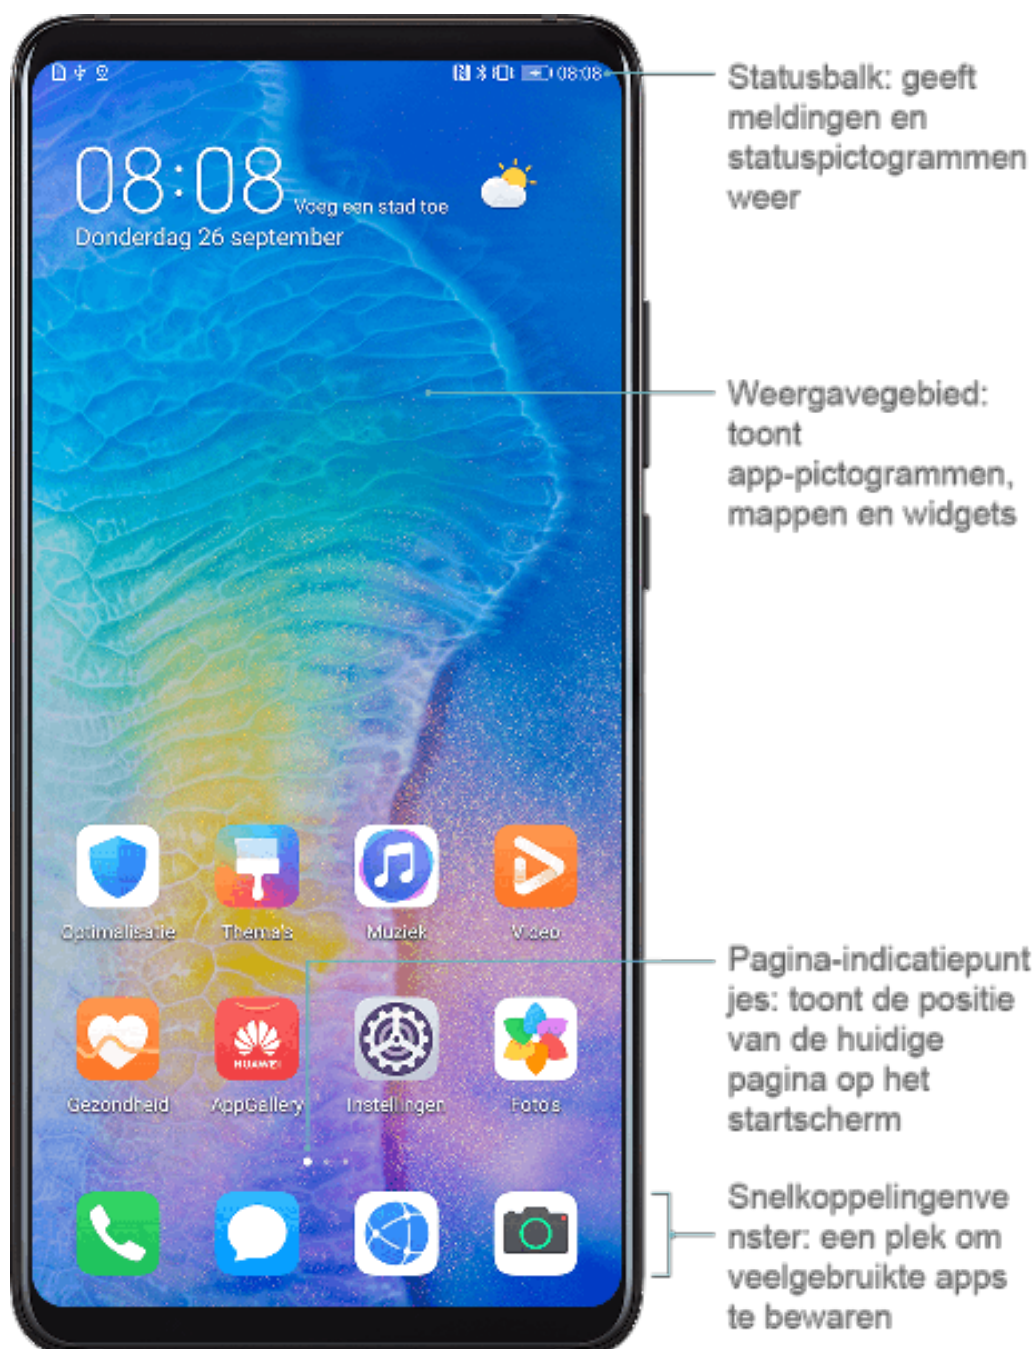 08:08
Statusbalk: geeft
meldingen en
statuspictogrammen
weer
08:08
Voeg een stad toe
Donderdag 26 september
Weergavegebied:
toont
app-pictogrammen,
mappen en widgets
Optimalisatie
Thema's
Muziek
Video
Pagina-indicatiepunt
jes: toont de positie
van de huidige
pagina op het
startscherm
HUAWEI
Gezondheid
AppGallery
Instellingen
Foto's
Snelkoppelingenve
nster: een plek om
veelgebruikte apps
te bewaren